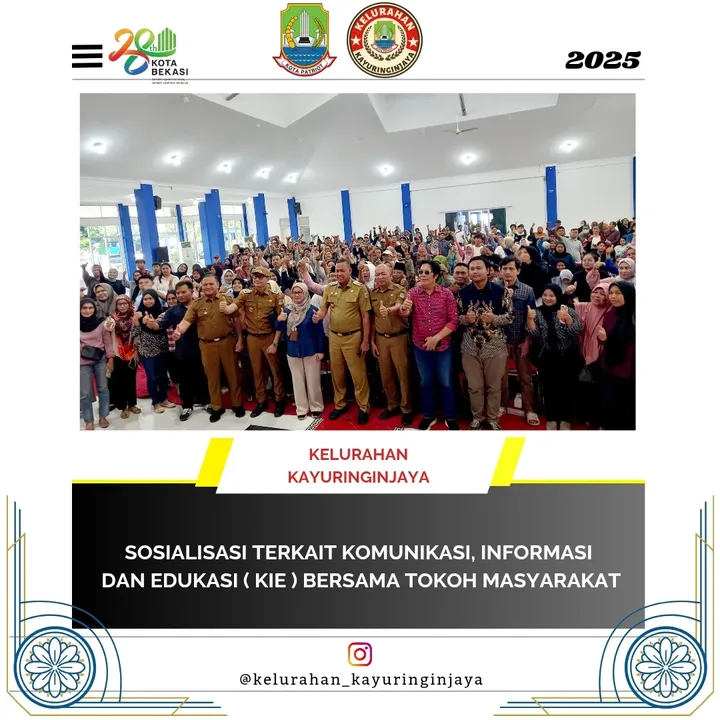 28th
KOTA
BEKASI
KOTA PATRIOT
KELURAHAN
KAYURINGINJAYA
2025
KELURAHAN
KAYURINGINJAYA
SOSIALISASI TERKAIT KOMUNIKASI, INFORMASI
DAN EDUKASI ( KIE ) BERSAMA TOKOH MASYARAKAT
@kelurahan_kayuringinjaya